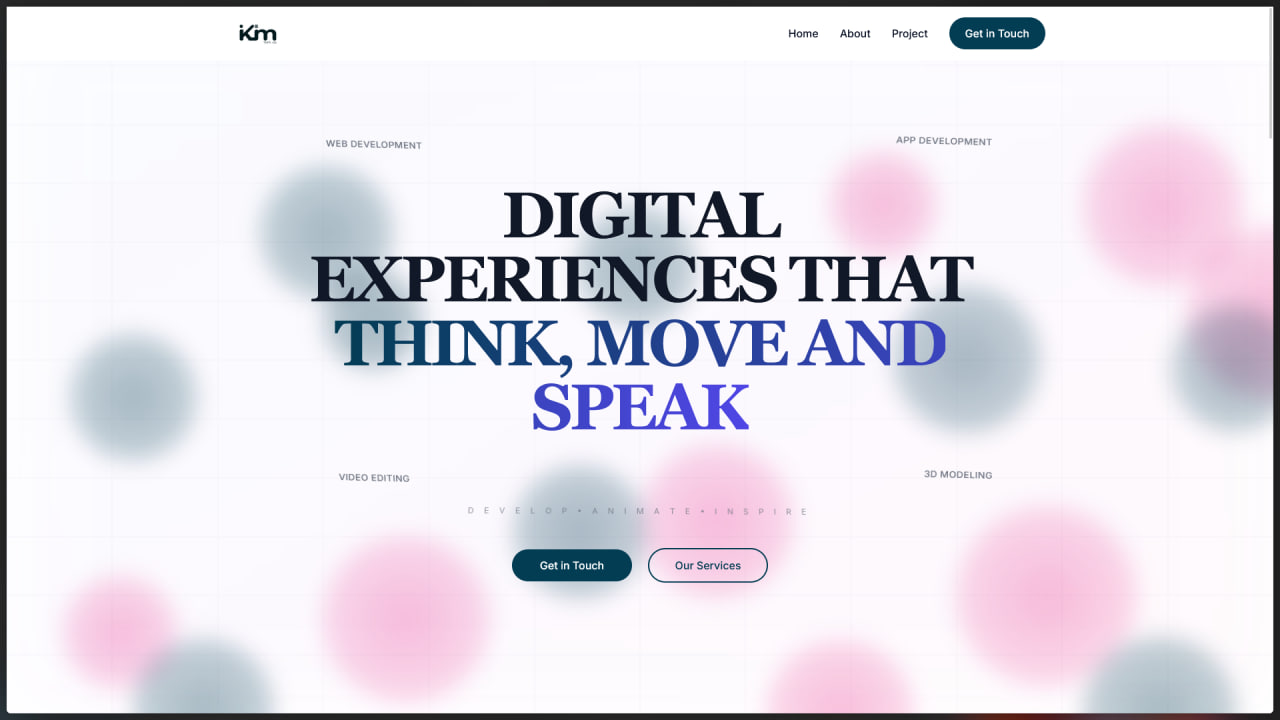 iKm
Home About Project Get in Touch
WEB DEVELOPMENT
APP DEVELOPMENT
DIGITAL
EXPERIENCES THAT
THINK, MOVE AND
SPEAK
VIDEO EDITING
3D MODELING
DEVELOP•ANIMATE•INSPIRE
Get in Touch Our Services